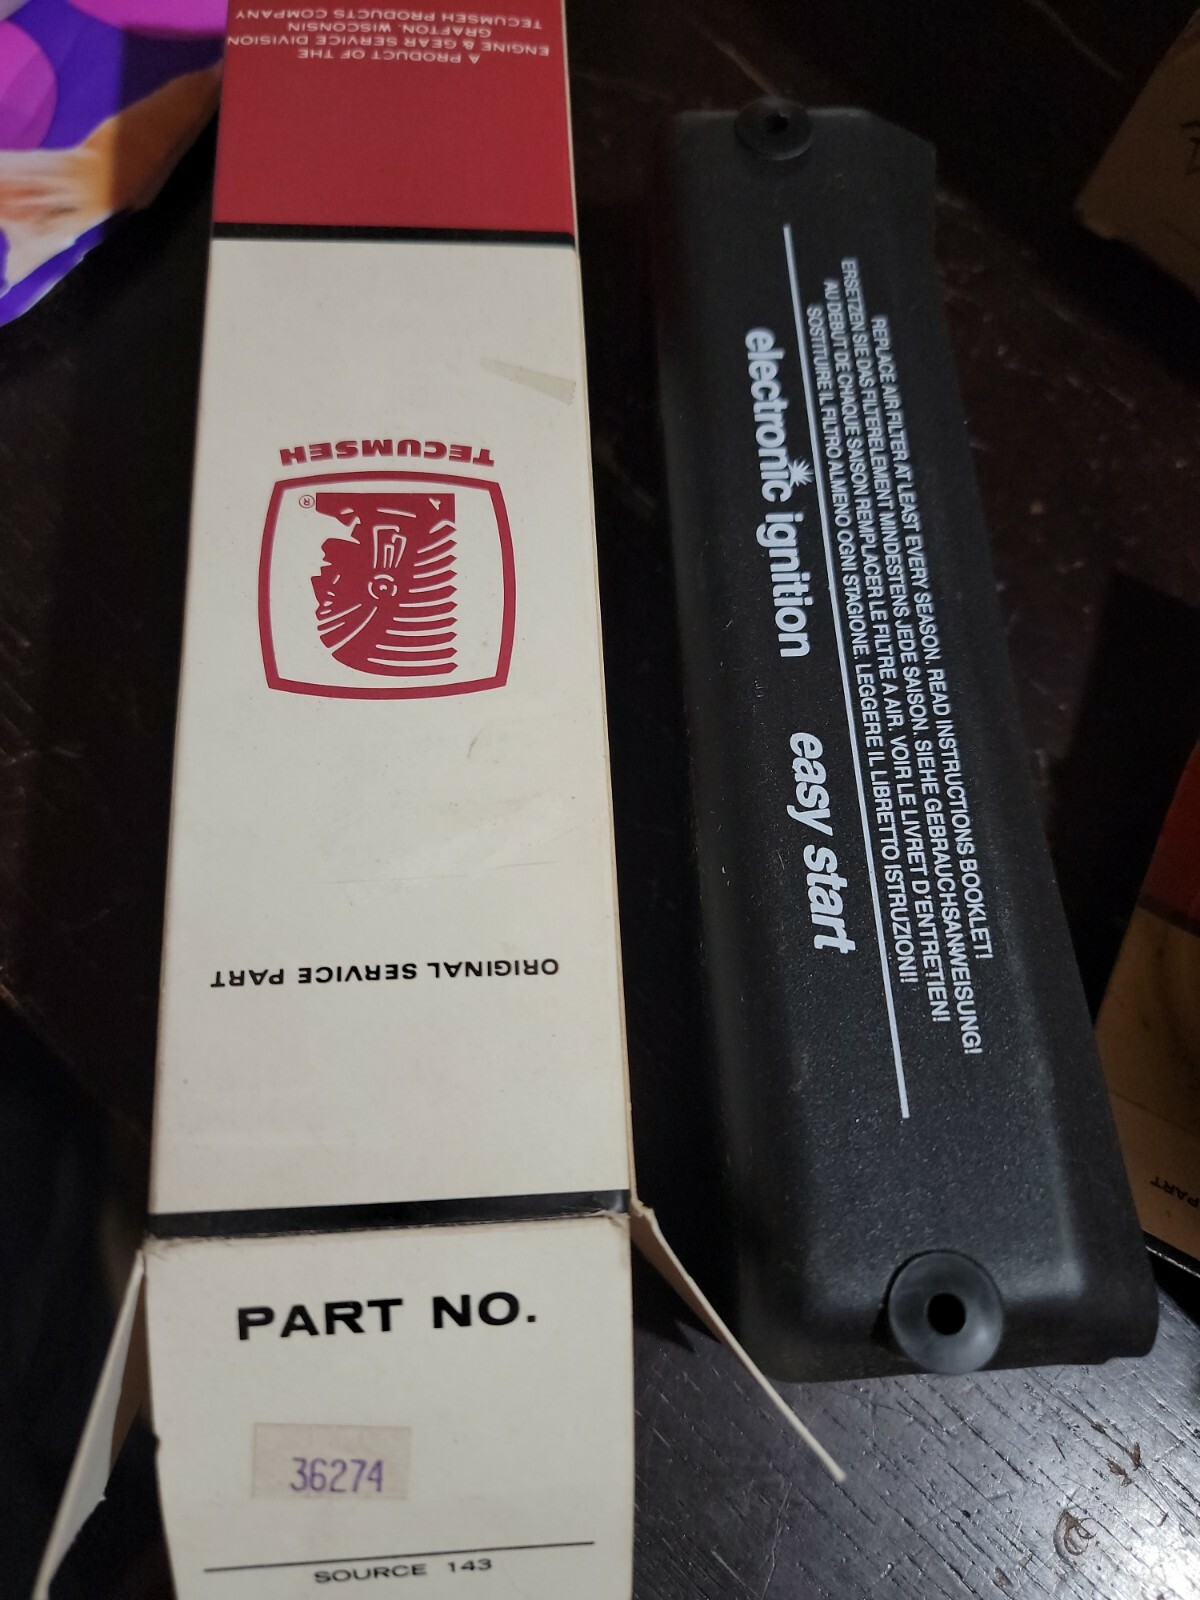 A PRODUCT OF THE
ENGINE & GEAR SERVICE DIVISION
GRAFTON, WISCONSIN
TECUMSEH PRODUCTS COMPANY
TECUMSEH
®
ORIGINAL SERVICE PART
PART NO.
36274
SOURCE 143
REPLACE AIR FILTER AT LEAST EVERY SEASON. READ INSTRUCTIONS BOOKLET!
ERSETZEN SIE DAS FILTERELEMENT MINDESTENS JEDE SAISON. SIEHE GEBRAUCHSANWEISUNG!
AU DEBUT DE CHAQUE SAISON REMPLACER LE FILTRE A AIR. VOIR LE LIVRET D'ENTRETIEN!
SOSTITUIRE IL FILTRO ALMENO OGNI STAGIONE. LEGGERE IL LIBRETTO ISTRUZIONI!
electronic ignition easy start
PART